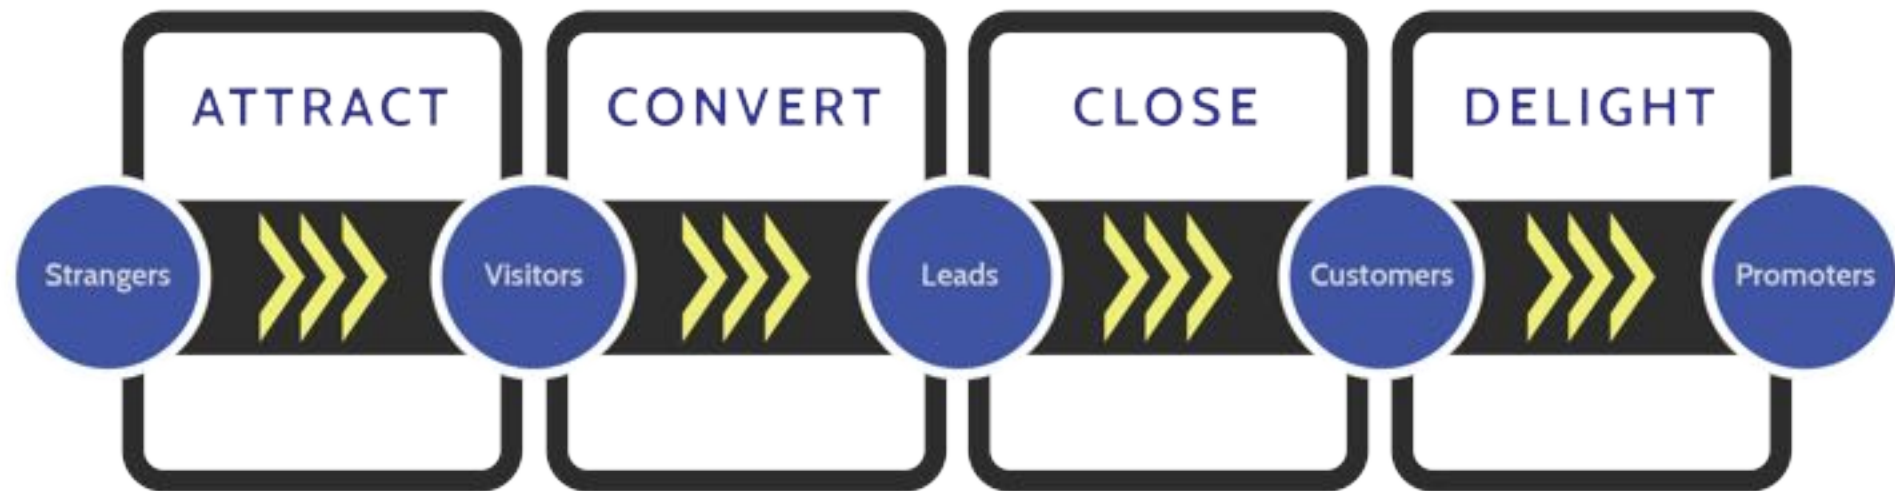 ATTRACT
CONVERT
CLOSE
DELIGHT
Strangers
Visitors
Leads
Customers
Promoters